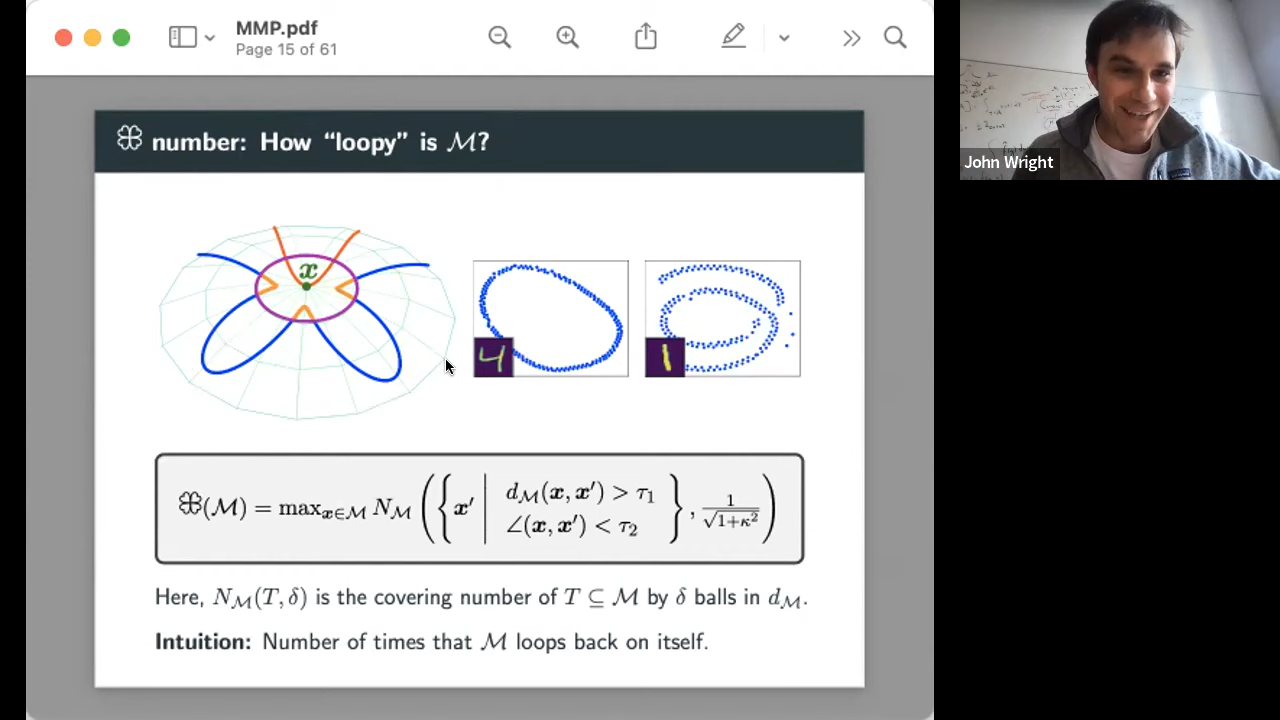 MMP.pdf
Page 15 of 61
number: How “loopy” is ℳ?
x
4
1
(ℳ) = max_{x∈ℳ} N_ℳ ( { x′ | d_ℳ(x, x′) > τ₁ ∠(x, x′) < τ₂ } , 1/√(1+κ²) )
Here, N_ℳ(T, δ) is the covering number of T ⊆ ℳ by δ balls in d_ℳ.
Intuition: Number of times that ℳ loops back on itself.
John Wright